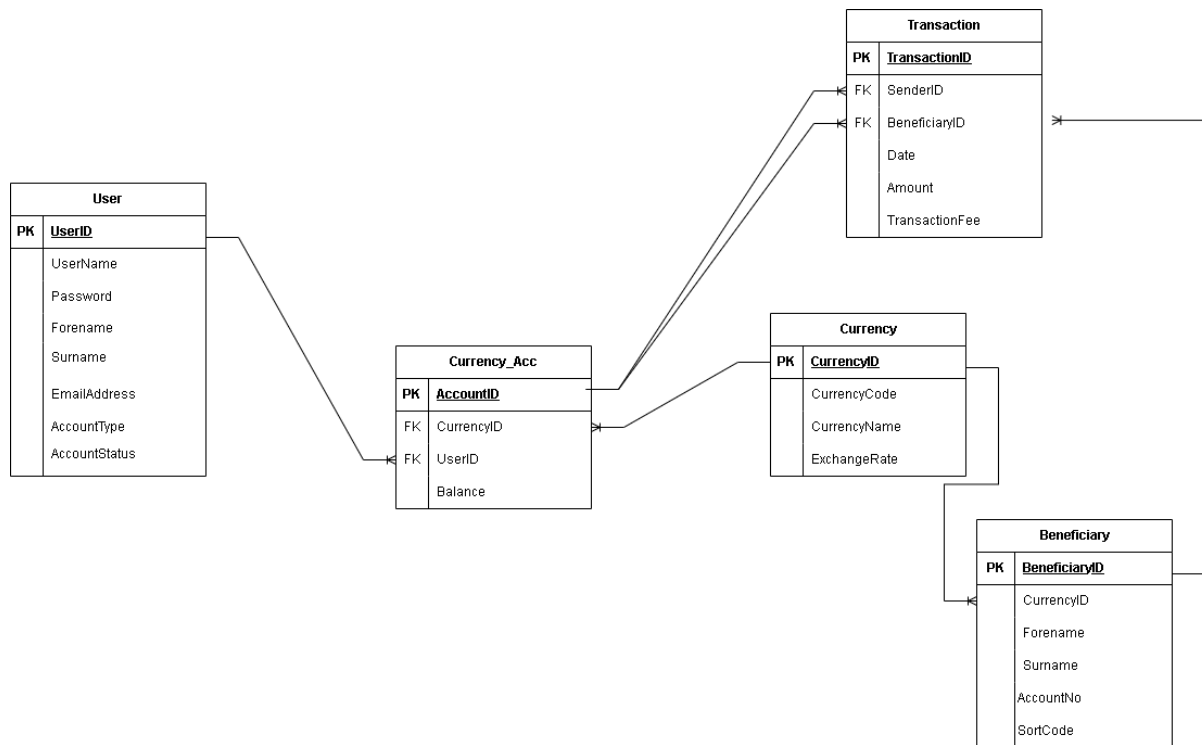 Transaction
PK TransactionID
FK SenderID
FK BeneficiaryID
Date
Amount
TransactionFee
User
PK UserID
UserName
Password
Forename
Surname
EmailAddress
AccountType
AccountStatus
Currency_Acc
PK AccountID
FK CurrencyID
FK UserID
Balance
Currency
PK CurrencyID
CurrencyCode
CurrencyName
ExchangeRate
Beneficiary
PK BeneficiaryID
CurrencyID
Forename
Surname
AccountNo
SortCode